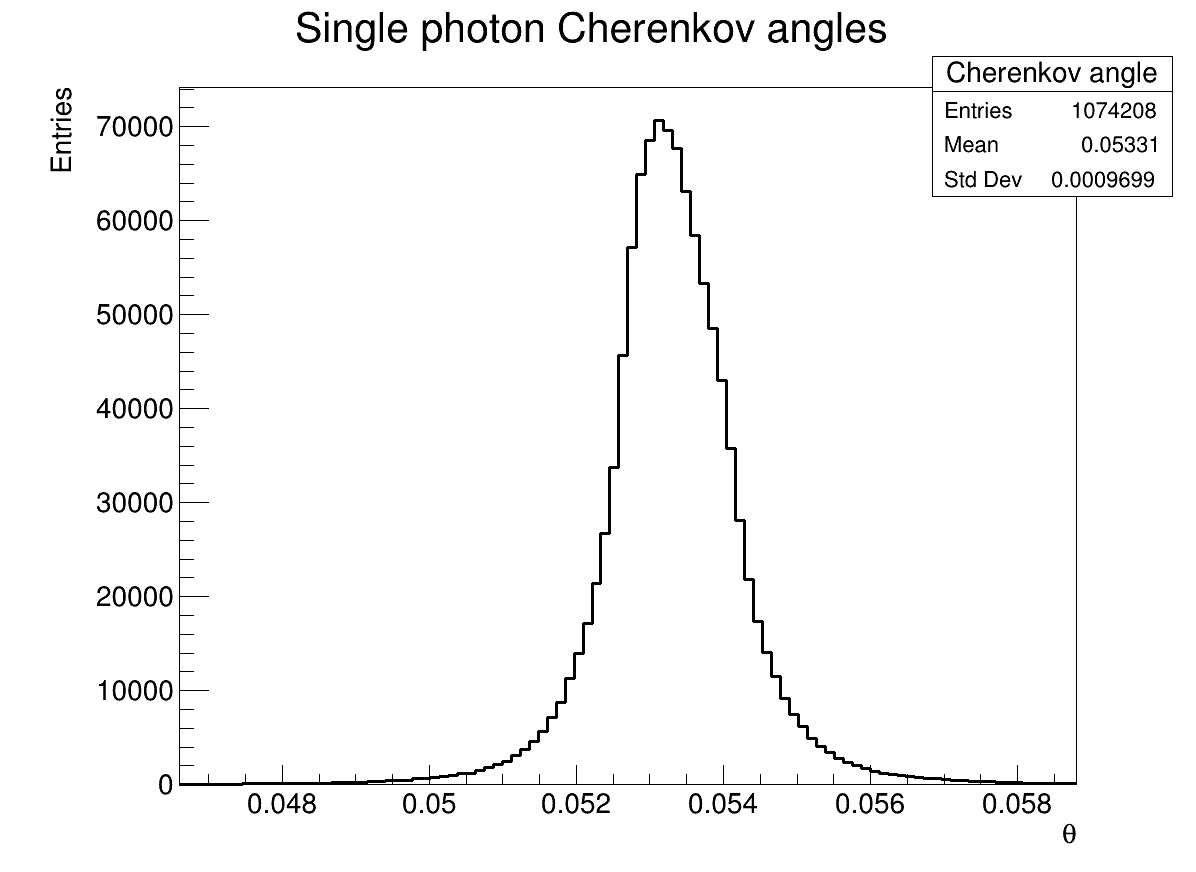 Single photon Cherenkov angles
Cherenkov angle
Entries 1074208
Mean 0.05331
Std Dev 0.0009699
Entries
70000
60000
50000
40000
30000
20000
10000
0
0.048 0.05 0.052 0.054 0.056 0.058
θ